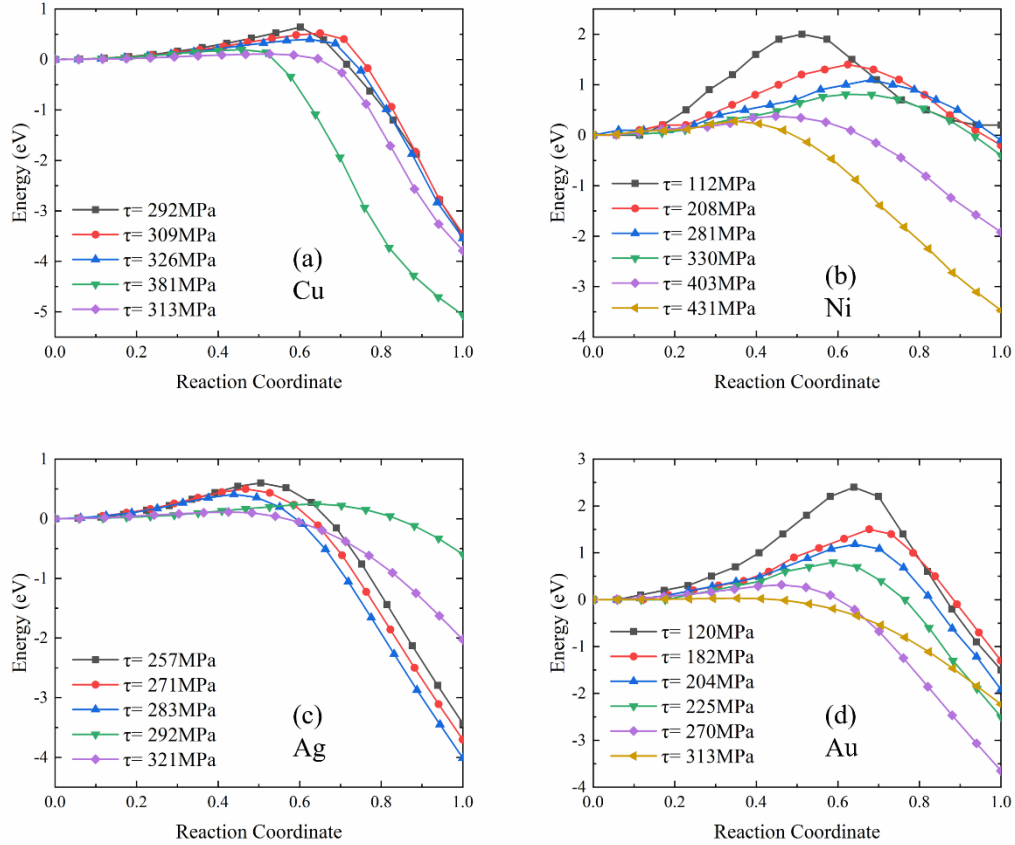 1
0
-1
-2
-3
-4
-5
Energy (eV)
τ= 292MPa
τ= 309MPa
τ= 326MPa
τ= 381MPa
τ= 313MPa
(a)
Cu
0.0 0.2 0.4 0.6 0.8 1.0
Reaction Coordinate
2
1
0
-1
-2
-3
-4
Energy (eV)
τ= 112MPa
τ= 208MPa
τ= 281MPa
τ= 330MPa
τ= 403MPa
τ= 431MPa
(b)
Ni
0.0 0.2 0.4 0.6 0.8 1.0
Reaction Coordinate
1
0
-1
-2
-3
-4
Energy (eV)
τ= 257MPa
τ= 271MPa
τ= 283MPa
τ= 292MPa
τ= 321MPa
(c)
Ag
0.0 0.2 0.4 0.6 0.8 1.0
Reaction Coordinate
3
2
1
0
-1
-2
-3
-4
Energy (eV)
τ= 120MPa
τ= 182MPa
τ= 204MPa
τ= 225MPa
τ= 270MPa
τ= 313MPa
(d)
Au
0.0 0.2 0.4 0.6 0.8 1.0
Reaction Coordinate